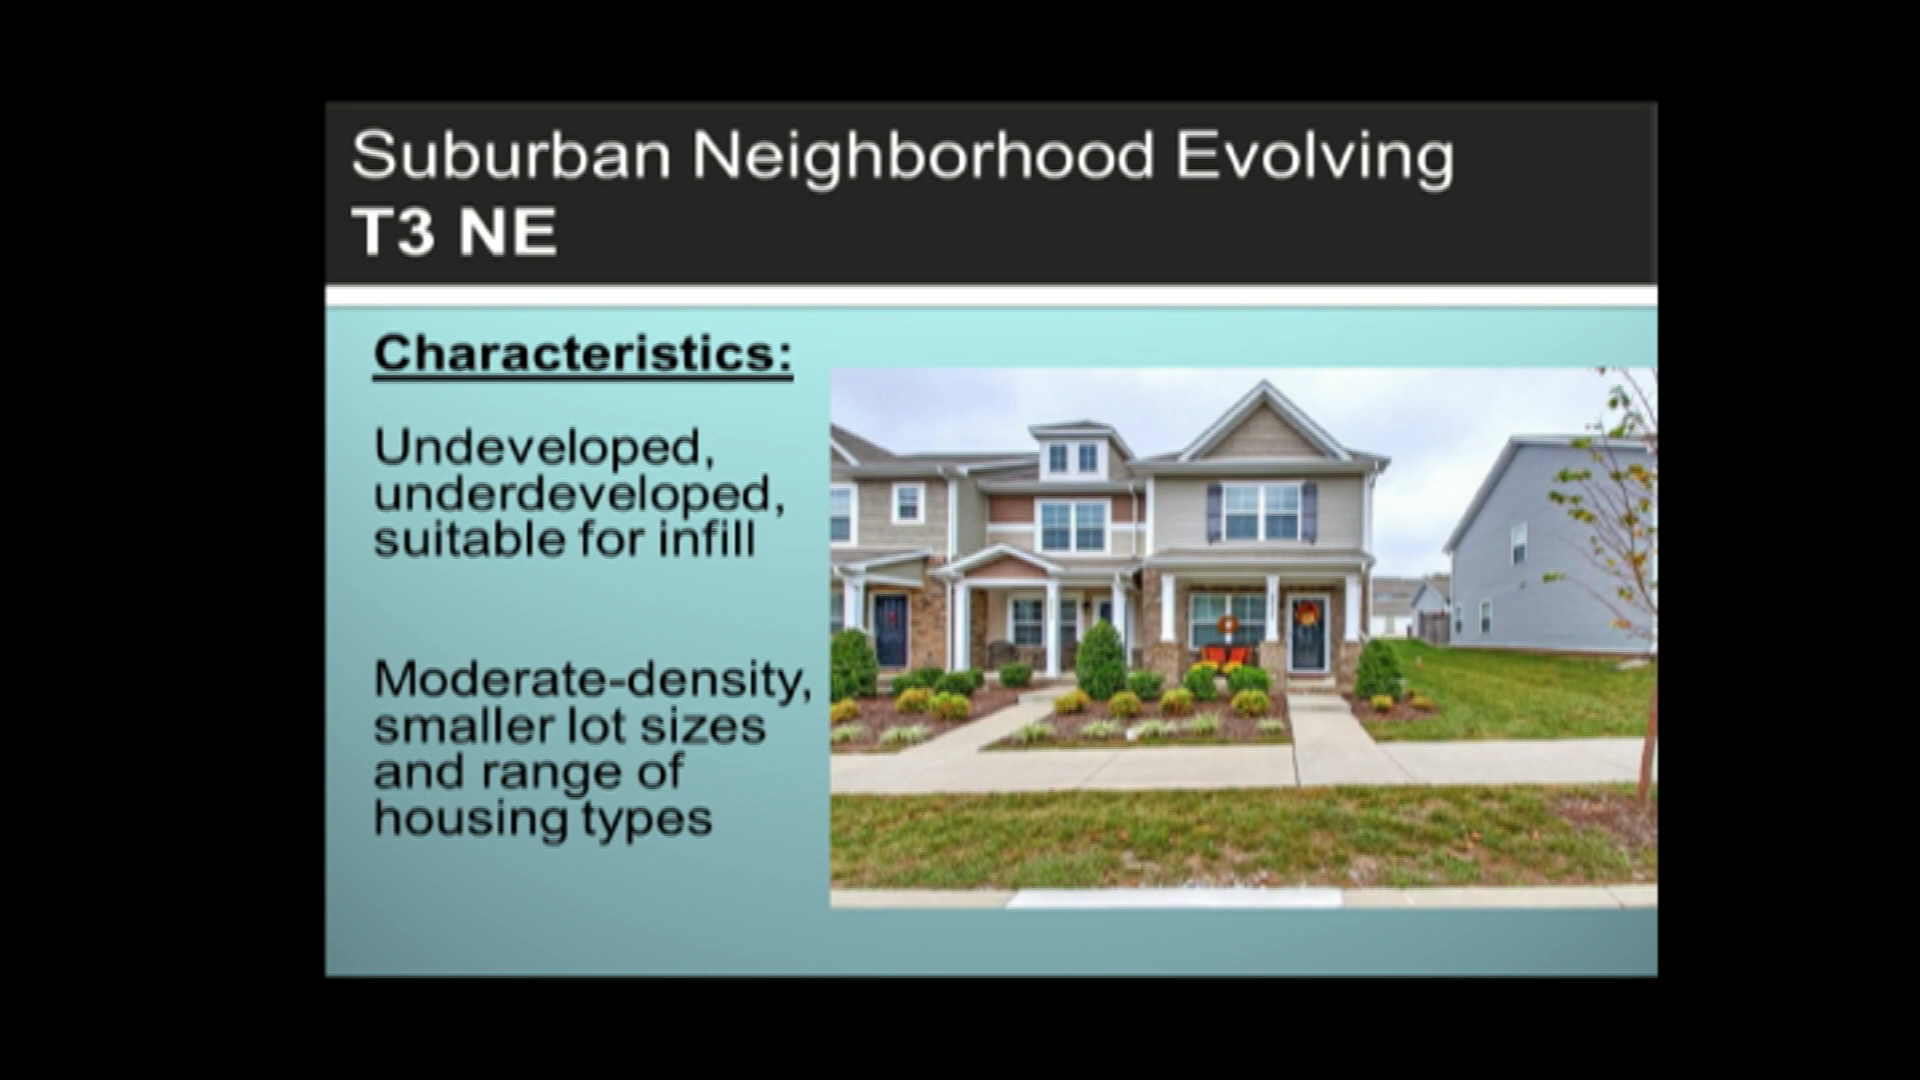 Suburban Neighborhood Evolving
T3 NE
Characteristics:
Undeveloped,
underdeveloped,
suitable for infill
Moderate-density,
smaller lot sizes
and range of
housing types